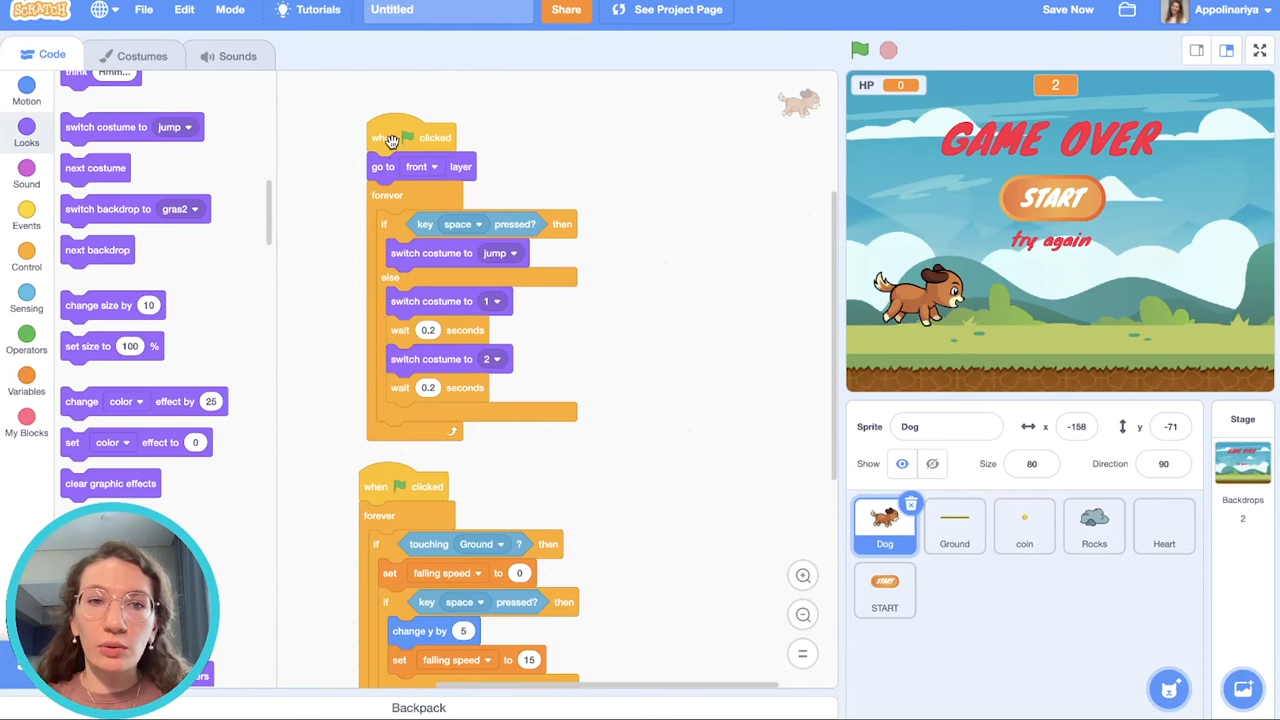 SCRATCH
File
Edit
Mode
Tutorials
Untitled
Share
See Project Page
Save Now
Appolinariya
Code
Costumes
Sounds
Motion
Looks
Sound
Events
Control
Sensing
Operators
Variables
My Blocks
think Hmm...
switch costume to jump
next costume
switch backdrop to gras2
next backdrop
change size by 10
set size to 100 %
change color effect by 25
set color effect to 0
clear graphic effects
when clicked
go to front layer
forever
if key space pressed? then
switch costume to jump
else
switch costume to 1
wait 0.2 seconds
switch costume to 2
wait 0.2 seconds
when clicked
forever
if touching Ground ? then
set falling speed to 0
if key space pressed? then
change y by 5
set falling speed to 15
Backpack
HP 0
2
GAME OVER
START
try again
Sprite Dog x -158 y -71
Show Size 80 Direction 90
Dog
Ground
coin
Rocks
Heart
START
Stage
Backdrops
2